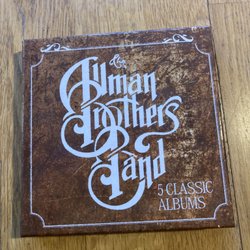 The
Allman
Brothers
Band
5 CLASSIC
ALBUMS